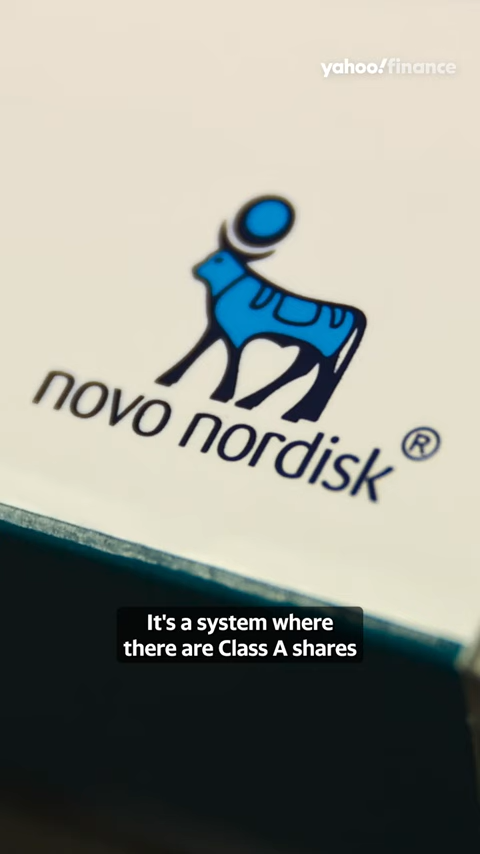 yahoo!finance
novo nordisk®
It's a system where
there are Class A shares